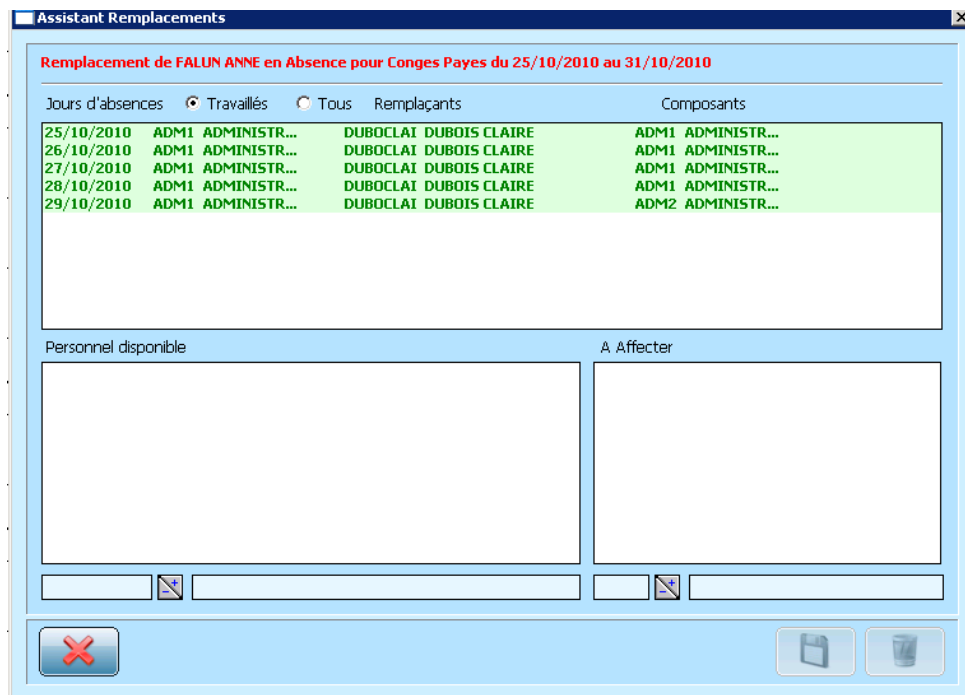 Assistant Remplacements
Remplacement de FALUN ANNE en Absence pour Conges Payes du 25/10/2010 au 31/10/2010
Jours d'absences Travaillés Tous Remplaçants Composants
25/10/2010 ADM1 ADMINISTR... DUBOCLAI DUBOIS CLAIRE ADM1 ADMINISTR...
26/10/2010 ADM1 ADMINISTR... DUBOCLAI DUBOIS CLAIRE ADM1 ADMINISTR...
27/10/2010 ADM1 ADMINISTR... DUBOCLAI DUBOIS CLAIRE ADM1 ADMINISTR...
28/10/2010 ADM1 ADMINISTR... DUBOCLAI DUBOIS CLAIRE ADM1 ADMINISTR...
29/10/2010 ADM1 ADMINISTR... DUBOCLAI DUBOIS CLAIRE ADM2 ADMINISTR...
Personnel disponible A Affecter